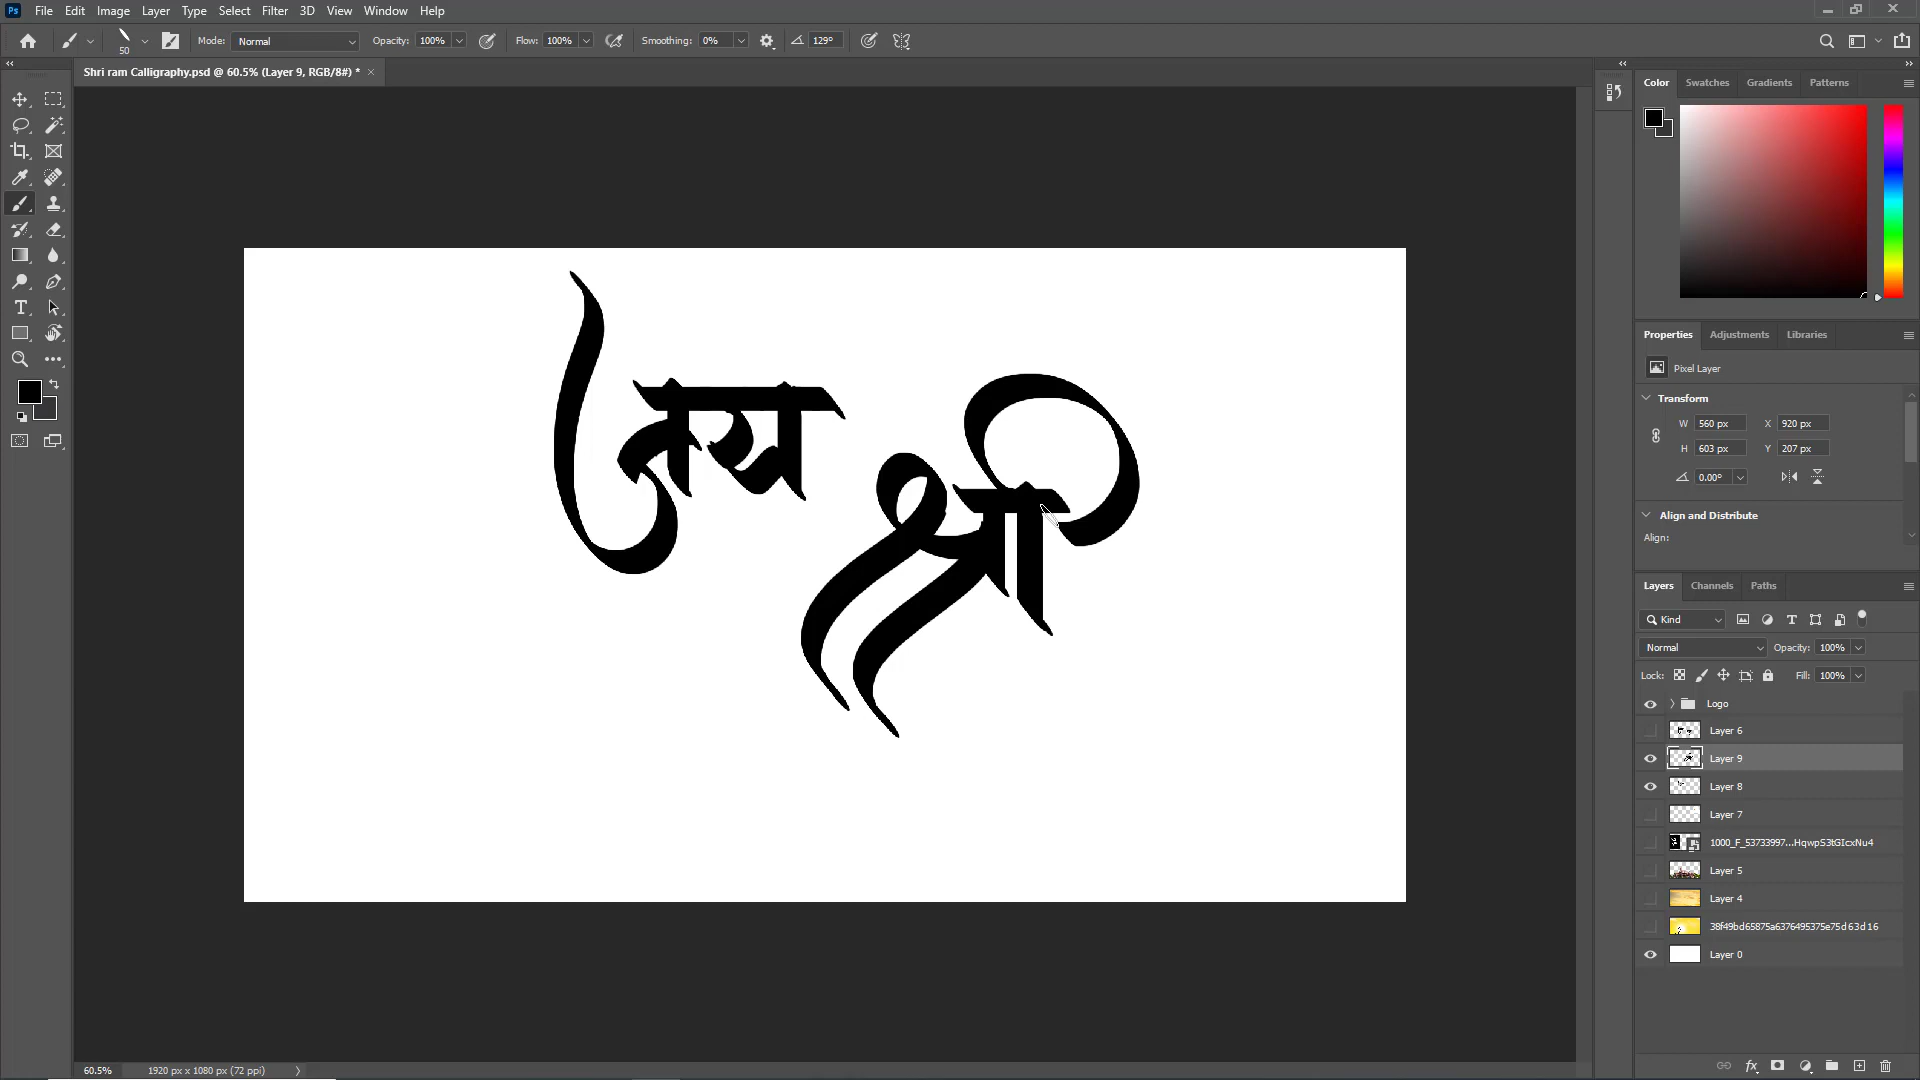 Ps File Edit Image Layer Type Select Filter 3D View Window Help
50 Mode: Normal Opacity: 100% Flow: 100% Smoothing: 0% 129°
Shri ram Calligraphy.psd @ 60.5% (Layer 9, RGB/8#) * ×
Color Swatches Gradients Patterns
Properties Adjustments Libraries
Pixel Layer
Transform
W 560 px X 920 px
H 603 px Y 207 px
0.00°
Align and Distribute
Align:
जय
श्री
Layers Channels Paths
Kind
Normal Opacity: 100%
Lock: Fill: 100%
Logo
Layer 6
Layer 9
Layer 8
Layer 7
1000_F_53733997...HqwpS3tGIcxNu4
Layer 5
Layer 4
38f49bd65875a6376495375e75d63d16
Layer 0
60.5% 1920 px x 1080 px (72 ppi)